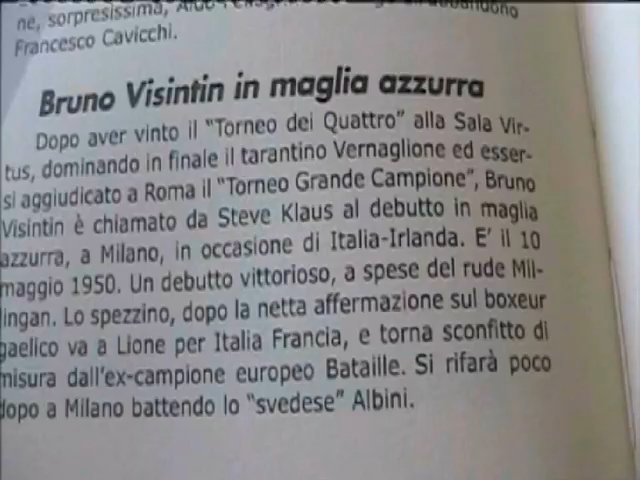 ne, sorpresissima,
Francesco Cavicchi.
Bruno Visintin in maglia azzurra
Dopo aver vinto il "Torneo dei Quattro" alla Sala Vir-
tus, dominando in finale il tarantino Vernaglione ed esser-
si aggiudicato a Roma il "Torneo Grande Campione", Bruno
Visintin è chiamato da Steve Klaus al debutto in maglia
azzurra, a Milano, in occasione di Italia-Irlanda. E' il 10
maggio 1950. Un debutto vittorioso, a spese del rude Mil-
lingan. Lo spezzino, dopo la netta affermazione sul boxeur
gaelico va a Lione per Italia Francia, e torna sconfitto di
misura dall'ex-campione europeo Bataille. Si rifarà poco
dopo a Milano battendo lo "svedese" Albini.